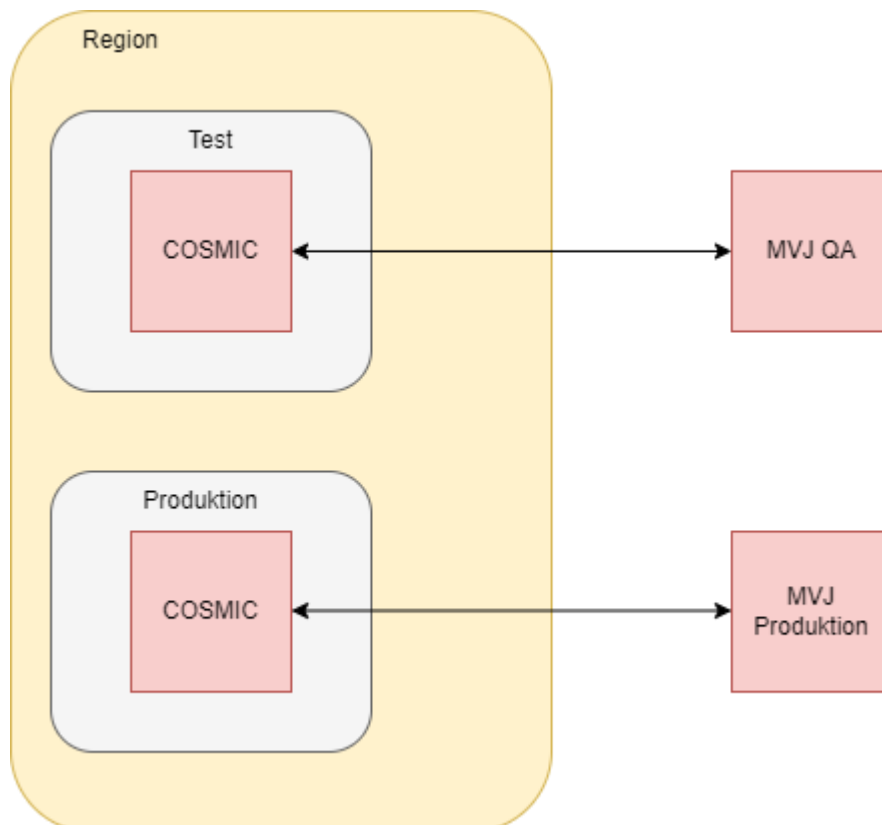 Region
Test
COSMIC
MVJ QA
Produktion
COSMIC
MVJ
Produktion